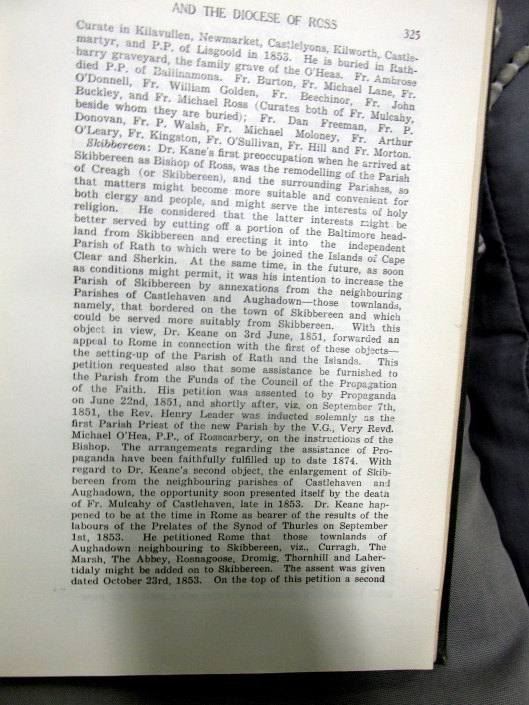 AND THE DIOCESE OF ROSS
325
Curate in Kilavullen, Newmarket, Castlelyons, Kilworth, Castle-
martyr, and P.P. of Lisgoold in 1853. He is buried in Rath-
barry graveyard, the family grave of the O'Heas. Fr. Ambrose
died P.P. of Ballinamona. Fr. Burton, Fr. Michael Lane, Fr.
O'Donnell, Fr. William Golden, Fr. Beechinor, Fr. John
Buckley, and Fr. Michael Ross (Curates both of Fr. Mulcahy,
beside whom they are buried); Fr. Dan Freeman, Fr. P.
Donovan, Fr. P. Walsh, Fr. Michael Moloney, Fr. Arthur
O'Leary, Fr. Kingston, Fr. O'Sullivan, Fr. Hill and Fr. Morton.
Skibbereen: Dr. Kane's first preoccupation when he arrived at
Skibbereen as Bishop of Ross, was the remodelling of the Parish
of Creagh (or Skibbereen), and the surrounding Parishes, so
that matters might become more suitable and convenient for
both clergy and people, and might serve the interests of holy
religion. He considered that the latter interests might be
better served by cutting off a portion of the Baltimore head-
land from Skibbereen and erecting it into the independent
Parish of Rath to which were to be joined the Islands of Cape
Clear and Sherkin. At the same time, in the future, as soon
as conditions might permit, it was his intention to increase the
Parish of Skibbereen by annexations from the neighbouring
Parishes of Castlehaven and Aughadown—those townlands,
namely, that bordered on the town of Skibbereen and which
could be served more suitably from Skibbereen. With this
object in view, Dr. Keane on 3rd June, 1851, forwarded an
appeal to Rome in connection with the first of these objects—
the setting-up of the Parish of Rath and the Islands. This
petition requested also that some assistance be furnished to
the Parish from the Funds of the Council of the Propagation
of the Faith. His petition was assented to by Propaganda
on June 22nd, 1851, and shortly after, viz. on September 7th,
1851, the Rev. Henry Leader was inducted solemnly as the
first Parish Priest of the new Parish by the V.G., Very Revd.
Michael O'Hea, P.P., of Rosscarbery, on the instructions of the
Bishop. The arrangements regarding the assistance of Pro-
paganda have been faithfully fulfilled up to date 1874. With
regard to Dr. Keane's second object, the enlargement of Skib-
bereen from the neighbouring parishes of Castlehaven and
Aughadown, the opportunity soon presented itself by the death
of Fr. Mulcahy of Castlehaven, late in 1853. Dr. Keane hap-
pened to be at the time in Rome as bearer of the results of the
labours of the Prelates of the Synod of Thurles on September
1st, 1853. He petitioned Rome that those townlands of
Aughadown neighbouring to Skibbereen, viz., Curragh, The
Marsh, The Abbey, Rosnagoose, Dromig, Thornhill and Laher-
tidaly might be added on to Skibbereen. The assent was given
dated October 23rd, 1853. On the top of this petition a second